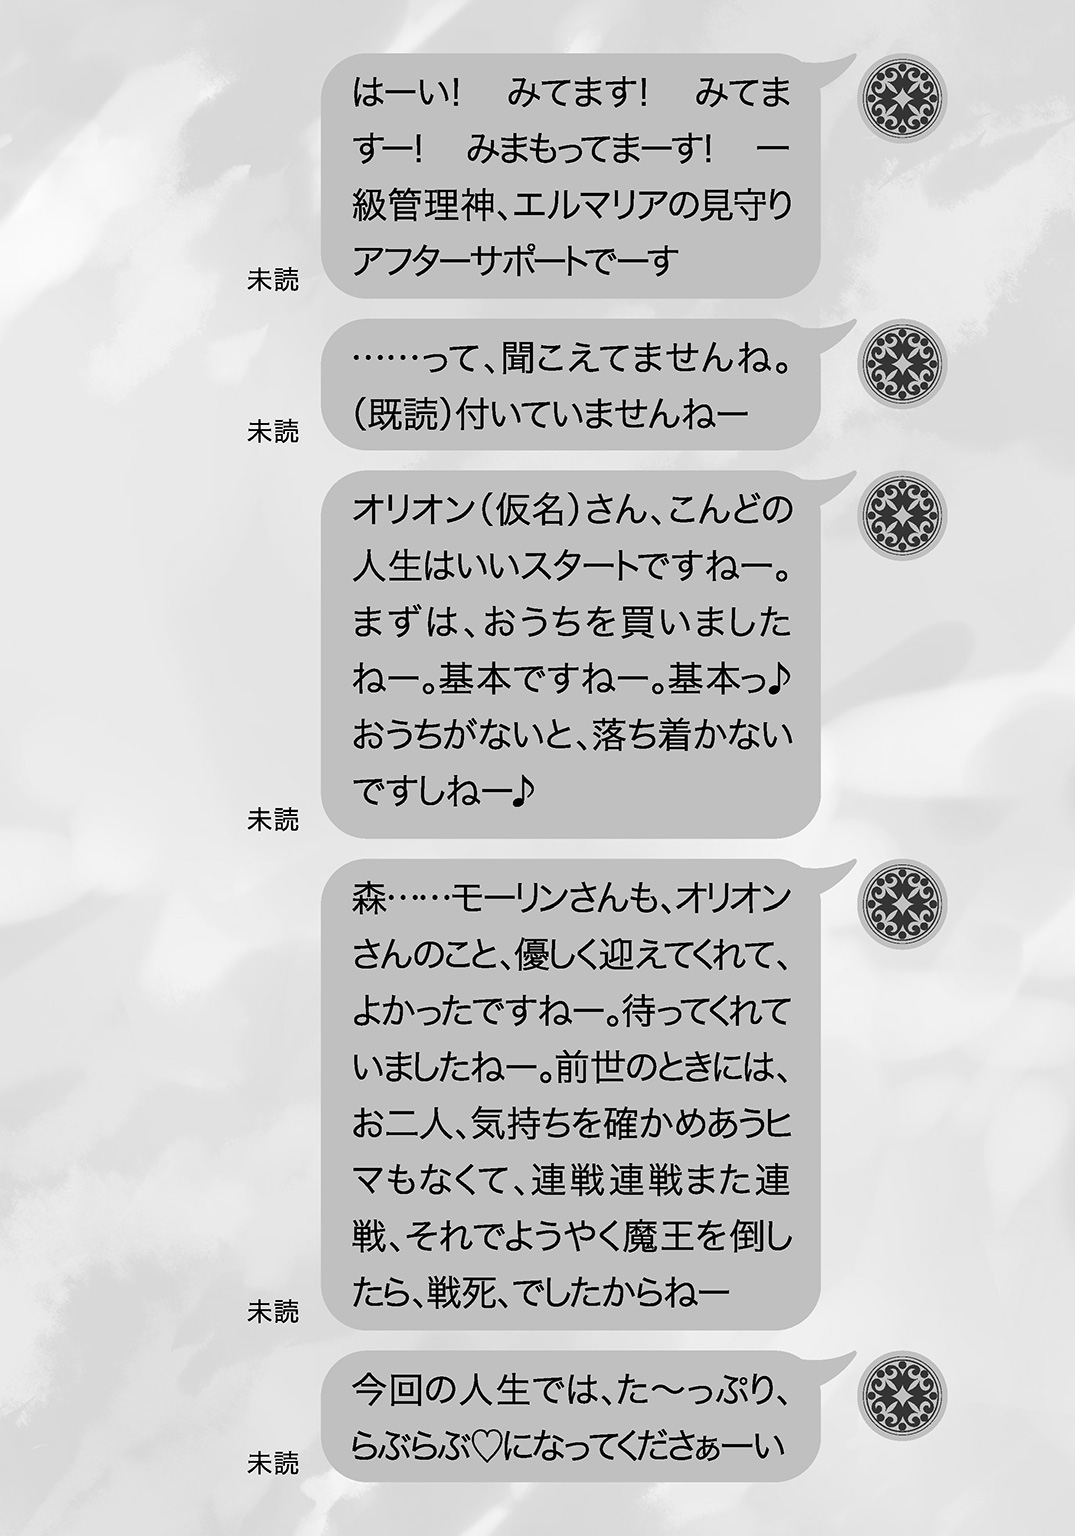 はーい!　みてます!　みてま
すー!　みまもってまーす!　一
級管理神、エルマリアの見守り
アフターサポートでーす
未読
……って、聞こえてませんね。
(既読)付いていませんねー
未読
オリオン(仮名)さん、こんどの
人生はいいスタートですねー。
まずは、おうちを買いました
ねー。基本ですねー。基本っ♪
おうちがないと、落ち着かない
ですしねー♪
未読
森……モーリンさんも、オリオン
さんのこと、優しく迎えてくれて、
よかったですねー。待ってくれて
いましたねー。前世のときには、
お二人、気持ちを確かめあうヒ
マもなくて、連戦連戦また連
戦、それでようやく魔王を倒し
たら、戦死、でしたからねー
未読
今回の人生では、た～っぷり、
らぶらぶ♡になってくださぁーい
未読